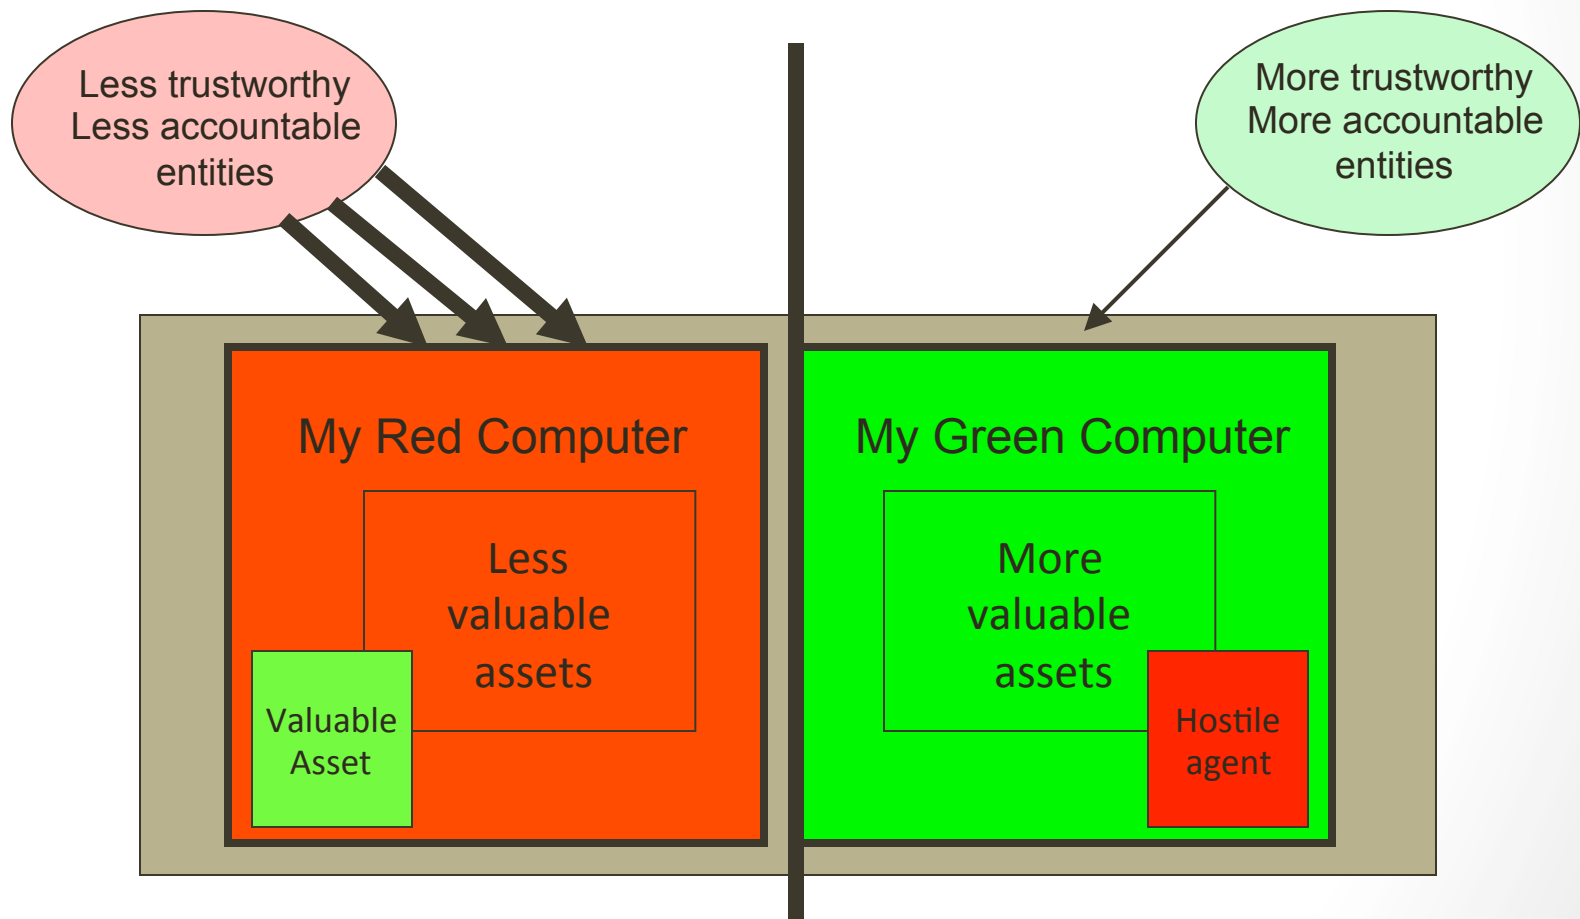 Less trustworthy
Less accountable
entities
More trustworthy
More accountable
entities
My Red Computer
My Green Computer
Less
valuable
assets
More
valuable
assets
Valuable
Asset
Hostile
agent